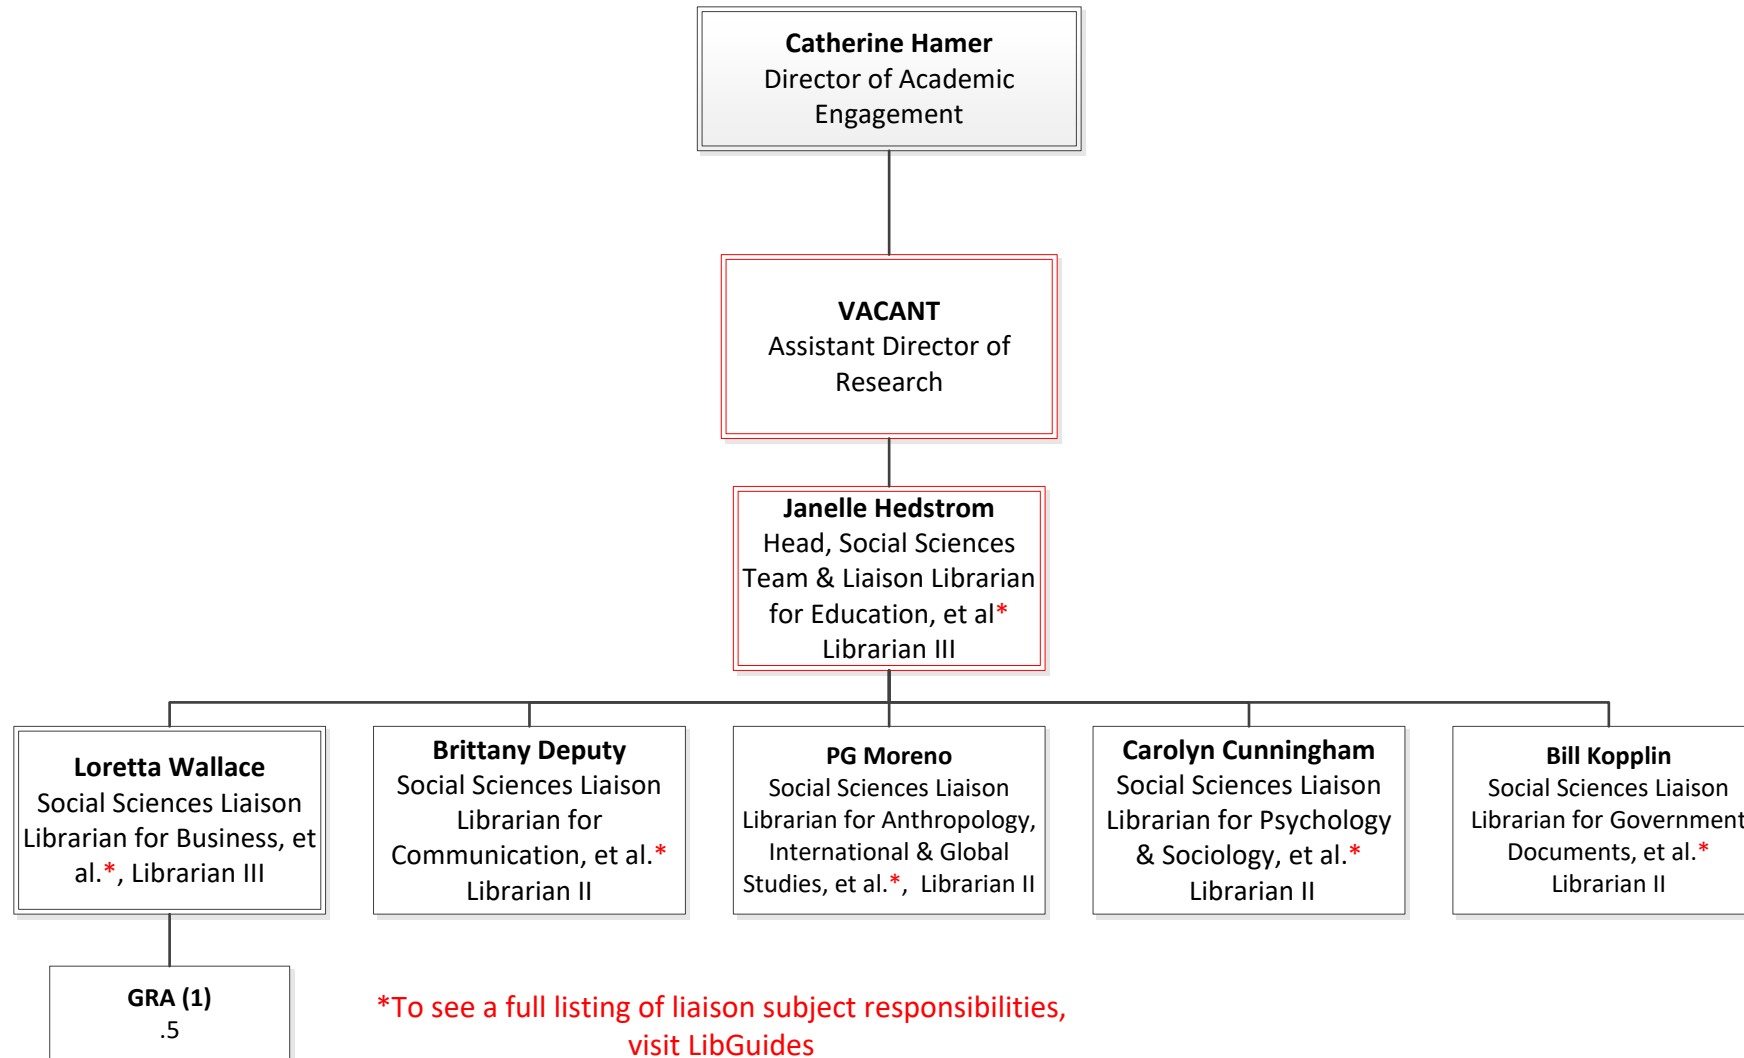 Catherine Hamer
Director of Academic
Engagement
VACANT
Assistant Director of
Research
Janelle Hedstrom
Head, Social Sciences
Team & Liaison Librarian
for Education, et al*
Librarian III
Loretta Wallace
Social Sciences Liaison
Librarian for Business, et
al.*, Librarian III
Brittany Deputy
Social Sciences Liaison
Librarian for
Communication, et al.*
Librarian II
PG Moreno
Social Sciences Liaison
Librarian for Anthropology,
International & Global
Studies, et al.*, Librarian II
Carolyn Cunningham
Social Sciences Liaison
Librarian for Psychology
& Sociology, et al.*
Librarian II
Bill Kopplin
Social Sciences Liaison
Librarian for Government
Documents, et al.*
Librarian II
GRA (1)
.5
*To see a full listing of liaison subject responsibilities,
visit LibGuides